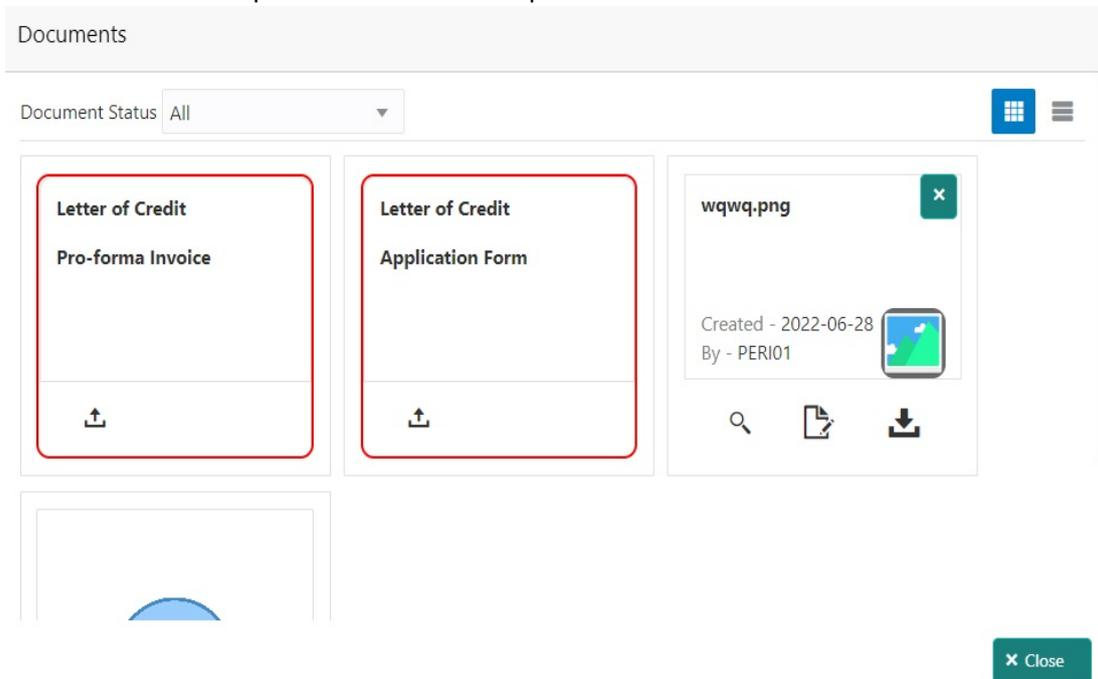 Documents
Document Status All
Letter of Credit
Pro-forma Invoice
Letter of Credit
Application Form
wqwq.png
Created - 2022-06-28
By - PERI01
Close